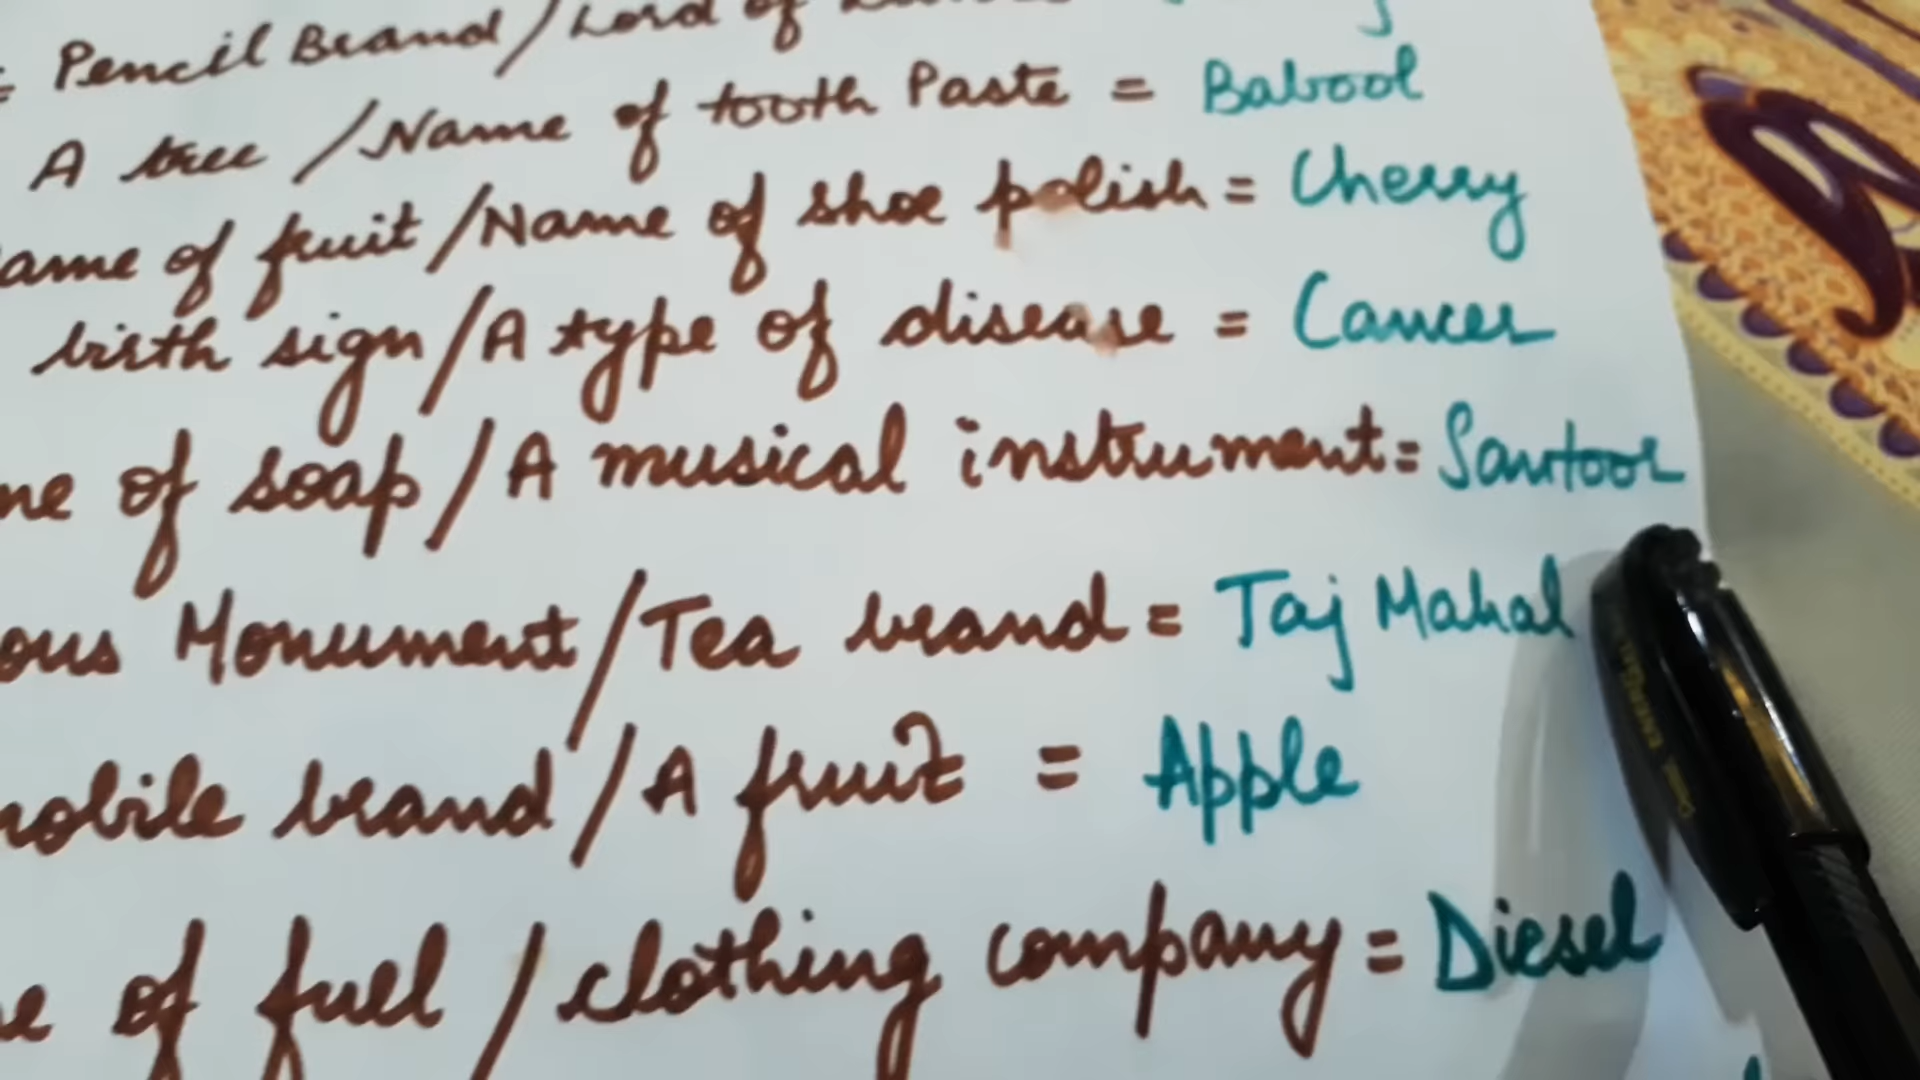 = Pencil Brand/Lord of
A tree/Name of tooth Paste = Babool
ame of fruit/Name of shoe polish = Cherry
birth sign/A type of disease = Cancer
me of soap/A musical instrument = Santoor
ous Monument/Tea brand = Taj Mahal
mobile brand/A fruit = Apple
e of fuel/clothing company = Diesel